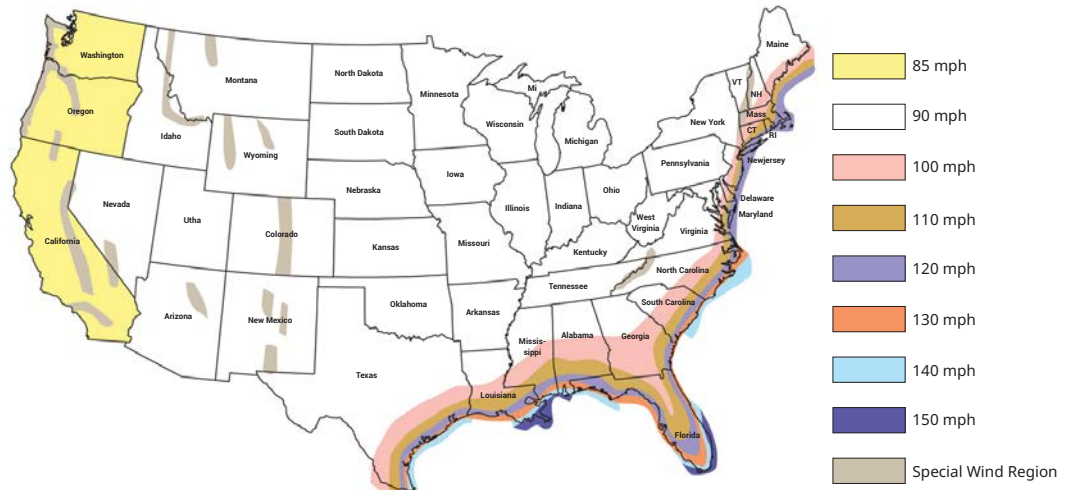 Washington
Montana
North Dakota
Minnesota
Maine
VT
NH
Oregon
Idaho
Wyoming
South Dakota
Wisconsin
Mi
Michigan
New York
Mass
CT
RI
Nevada
Utha
Nebraska
Iowa
Pennsylvania
Newjersey
California
Colorado
Kansas
Missouri
Illinois
Indiana
Ohio
West
Virginia
Virginia
Delaware
Maryland
Kentucky
Arizona
New Mexico
Oklahoma
Arkansas
Tennessee
North Carolina
South Carolina
Texas
Louisiana
Missis-
sippi
Alabama
Georgia
Florida
85 mph
90 mph
100 mph
110 mph
120 mph
130 mph
140 mph
150 mph
Special Wind Region